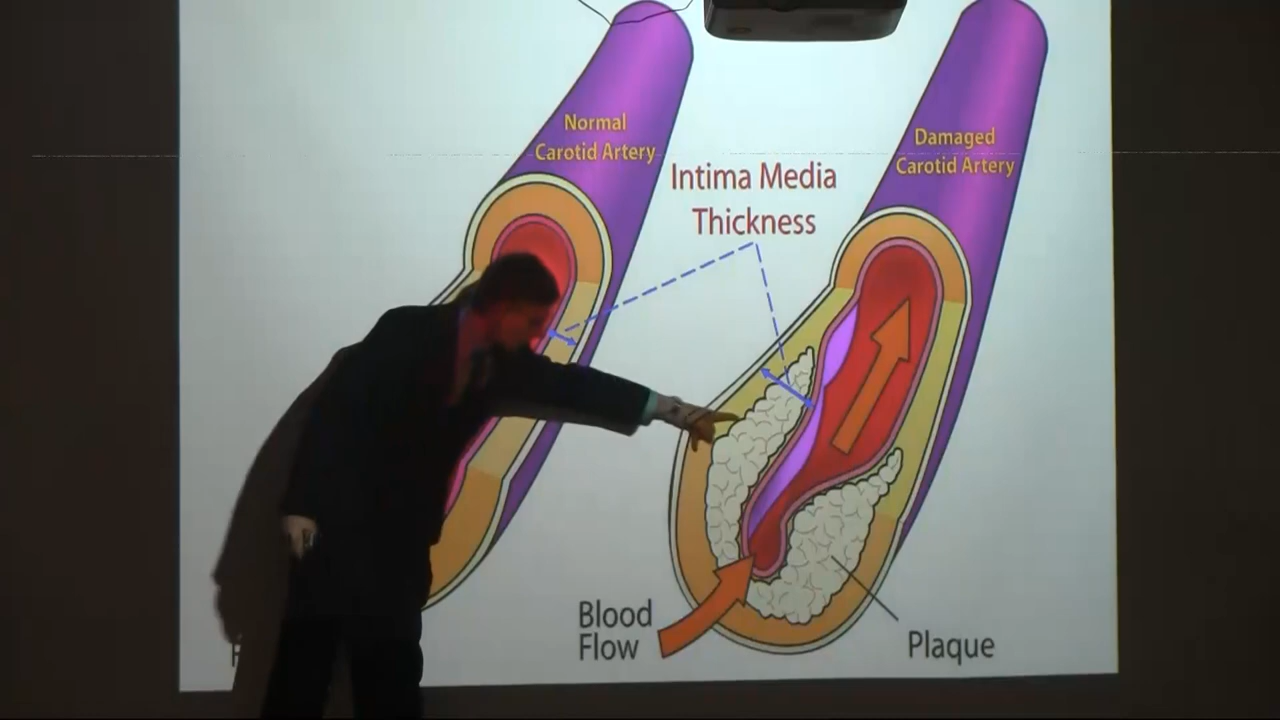 Normal
Carotid Artery
Damaged
Carotid Artery
Intima Media
Thickness
Blood
Flow
Plaque